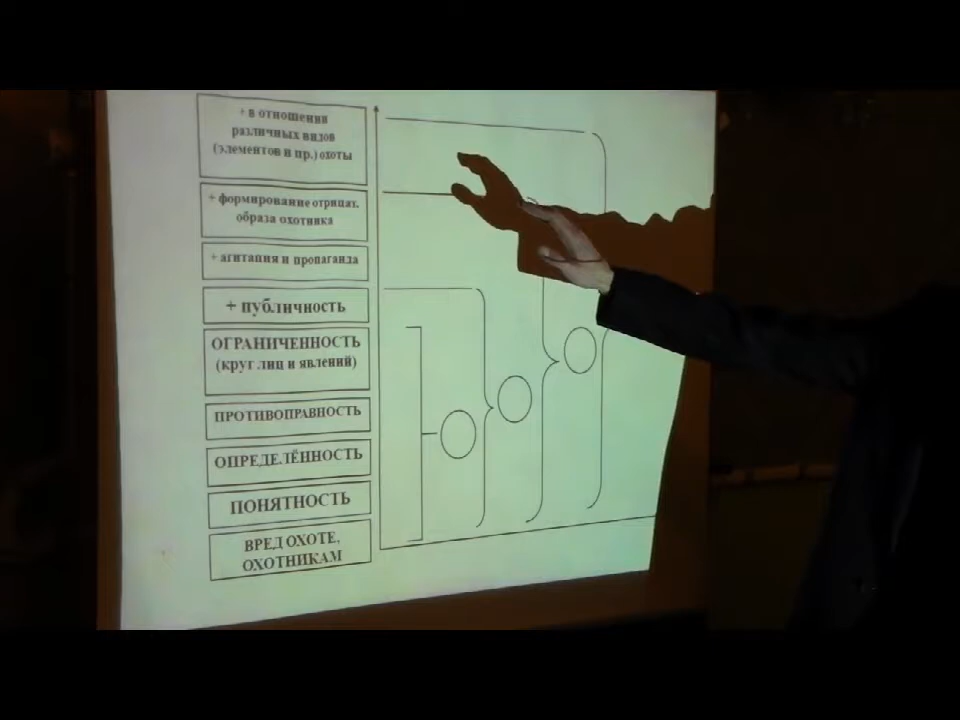 + в отношении
различных видов
(элементов и пр.) охоты
+ формирование отрицат.
образа охотника
+ агитация и пропаганда
+ публичность
ОГРАНИЧЕННОСТЬ
(круг лиц и явлений)
ПРОТИВОПРАВНОСТЬ
ОПРЕДЕЛЁННОСТЬ
ПОНЯТНОСТЬ
ВРЕД ОХОТЕ,
ОХОТНИКАМ